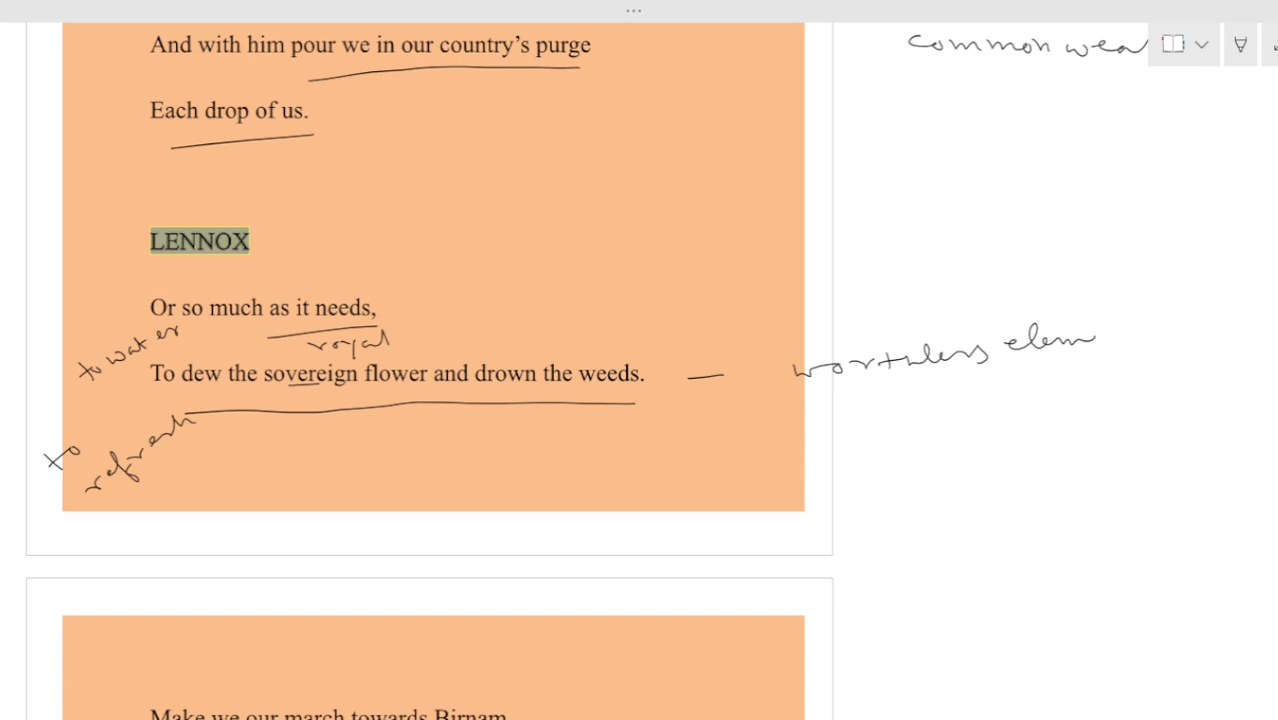 And with him pour we in our country's purge
common wea
Each drop of us.
LENNOX
Or so much as it needs,
to water
royal
To dew the sovereign flower and drown the weeds. — worthless elem
to refresh
Make we our march towards Birnam